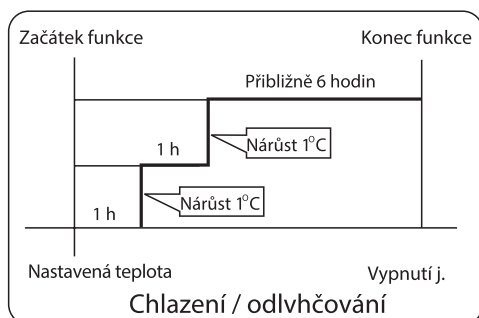 Začátek funkce
Konec funkce
Přibližně 6 hodin
1 h
Nárůst 1°C
Nárůst 1°C
1 h
Nastavená teplota
Vypnutí j.
Chlazení / odlvhčování